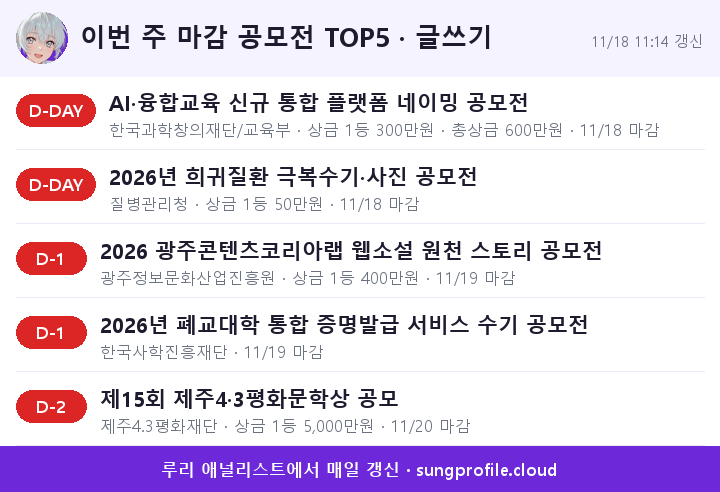 이번 주 마감 공모전 TOP5 · 글쓰기
11/18 11:14 갱신
D-DAY
AI·융합교육 신규 통합 플랫폼 네이밍 공모전
한국과학창의재단/교육부 · 상금 1등 300만원 · 총상금 600만원 · 11/18 마감
D-DAY
2026년 희귀질환 극복수기·사진 공모전
질병관리청 · 상금 1등 50만원 · 11/18 마감
D-1
2026 광주콘텐츠코리아랩 웹소설 원천 스토리 공모전
광주정보문화산업진흥원 · 상금 1등 400만원 · 11/19 마감
D-1
2026년 폐교대학 통합 증명발급 서비스 수기 공모전
한국사학진흥재단 · 11/19 마감
D-2
제15회 제주4·3평화문학상 공모
제주4.3평화재단 · 상금 1등 5,000만원 · 11/20 마감
루리 애널리스트에서 매일 갱신 · sungprofile.cloud